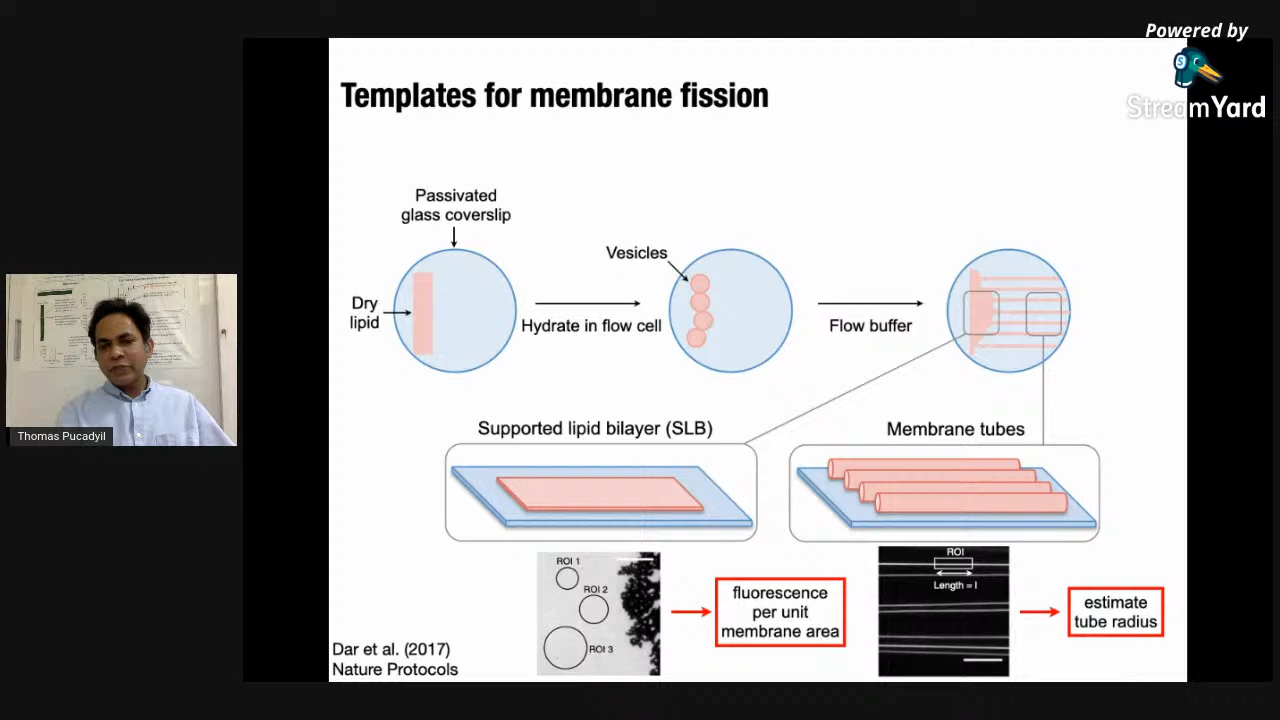 Powered by
StreamYard
Templates for membrane fission
Passivated
glass coverslip
Dry
lipid
Hydrate in flow cell
Vesicles
Flow buffer
Thomas Pucadyil
Supported lipid bilayer (SLB)
Membrane tubes
ROI 1
ROI 2
ROI 3
fluorescence
per unit
membrane area
ROI
Length = l
estimate
tube radius
Dar et al. (2017)
Nature Protocols